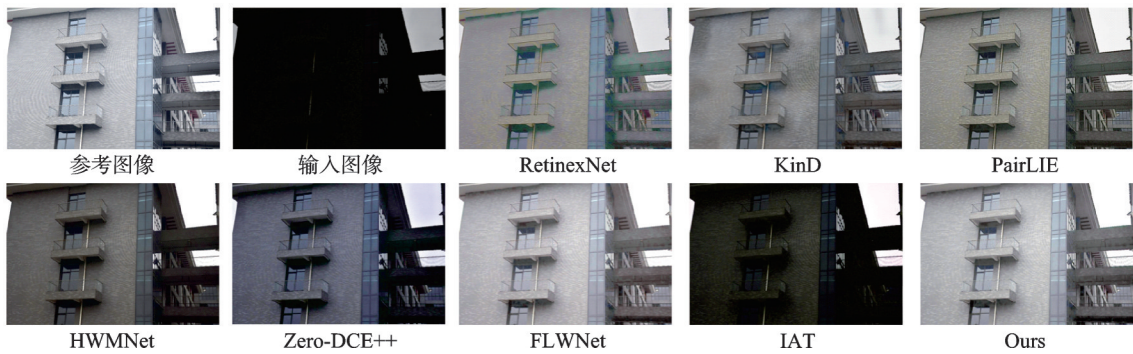 参考图像
输入图像
RetinexNet
KinD
PairLIE
HWMNet
Zero-DCE++
FLWNet
IAT
Ours